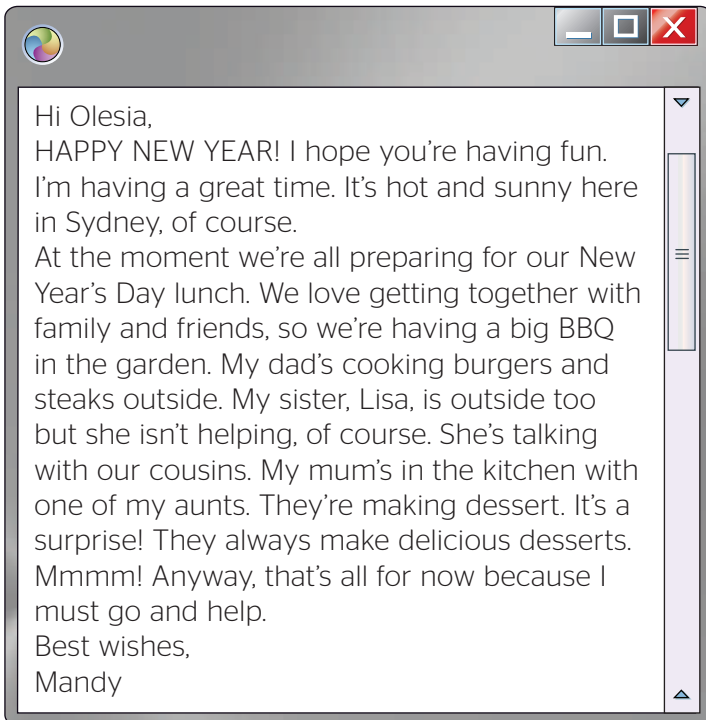 Hi Olesia,
HAPPY NEW YEAR! I hope you’re having fun.
I’m having a great time. It’s hot and sunny here
in Sydney, of course.
At the moment we’re all preparing for our New
Year’s Day lunch. We love getting together with
family and friends, so we’re having a big BBQ
in the garden. My dad’s cooking burgers and
steaks outside. My sister, Lisa, is outside too
but she isn’t helping, of course. She’s talking
with our cousins. My mum’s in the kitchen with
one of my aunts. They’re making dessert. It’s a
surprise! They always make delicious desserts.
Mmmm! Anyway, that’s all for now because I
must go and help.
Best wishes,
Mandy